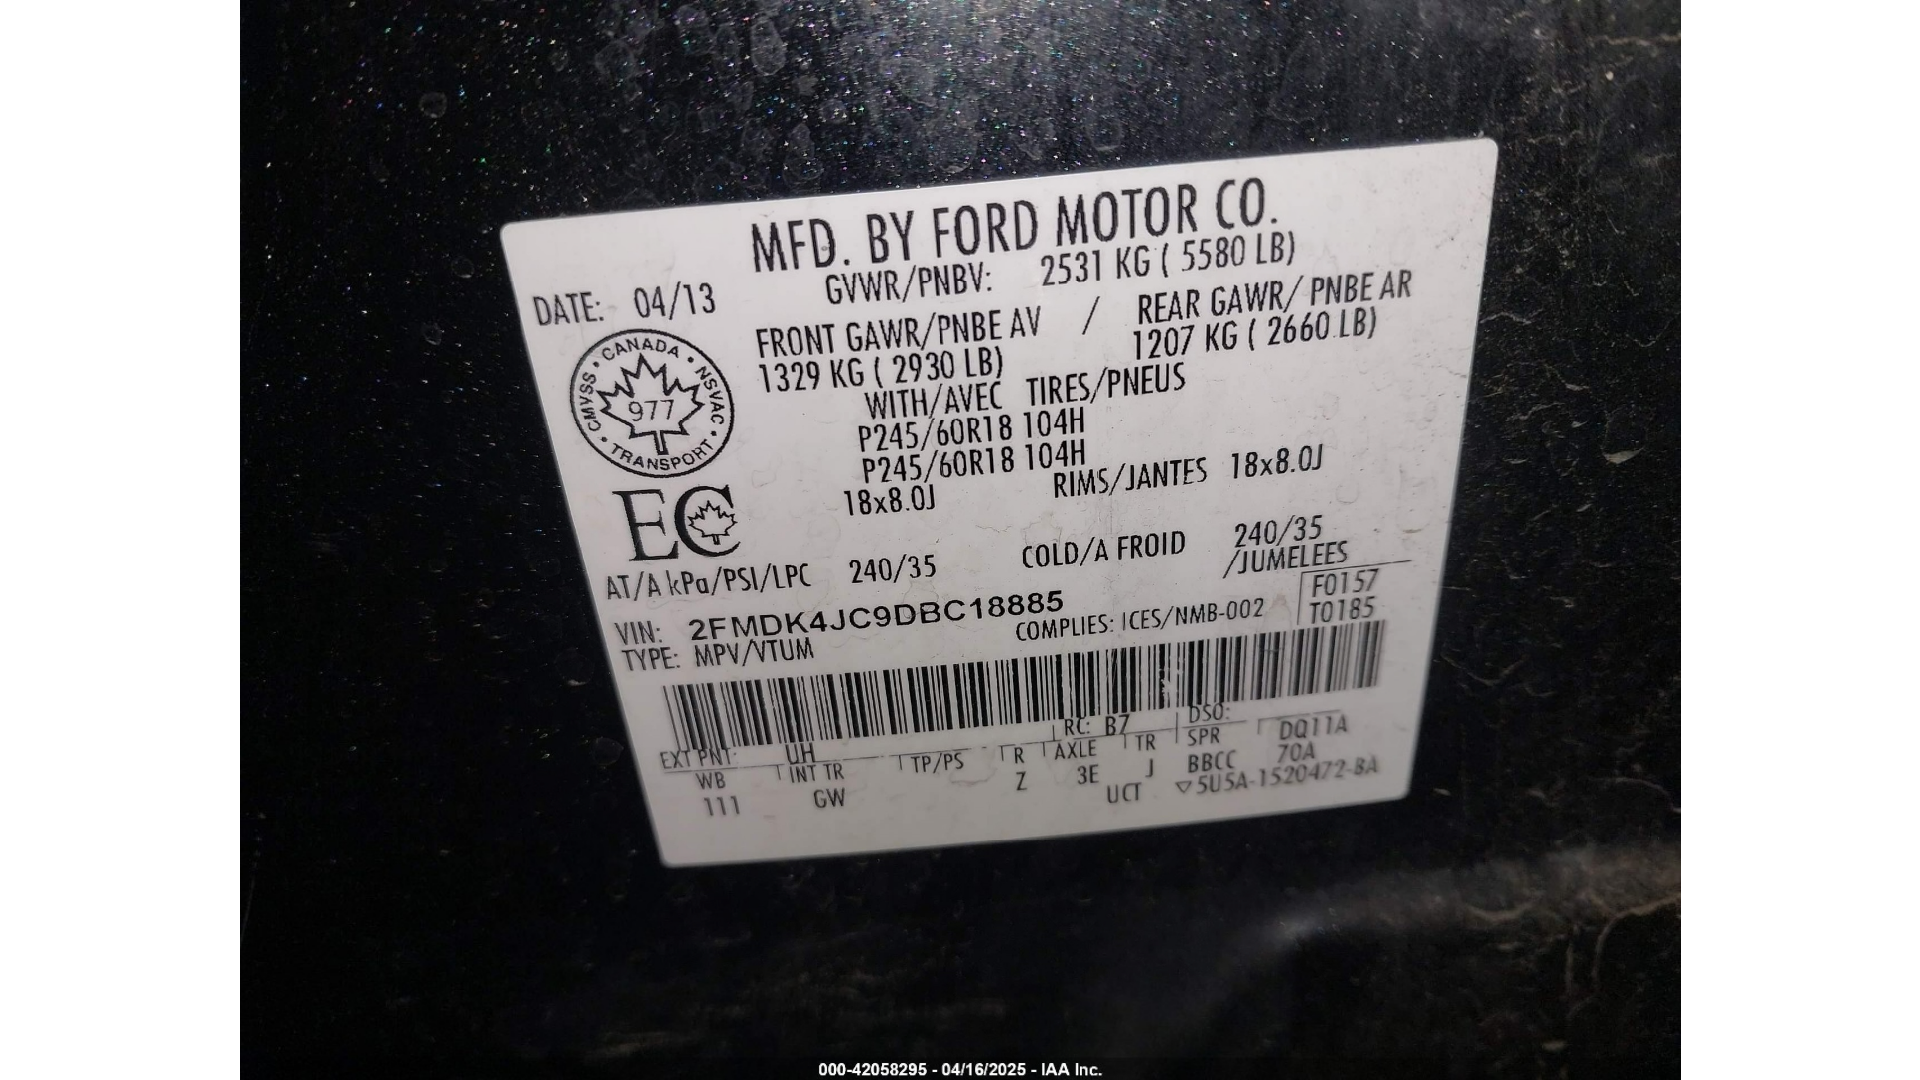 MFD. BY FORD MOTOR CO.
DATE: 04/13
GVWR/PNBV: 2531 KG ( 5580 LB)
FRONT GAWR/PNBE AV / REAR GAWR/ PNBE AR
1329 KG ( 2930 LB) 1207 KG ( 2660 LB)
WITH/AVEC TIRES/PNEUS
P245/60R18 104H
P245/60R18 104H
18x8.0J RIMS/JANTES 18x8.0J
CANADA • NSVAC • TRANSPORT • CMVSS •
977
EC
AT/A kPa/PSI/LPC 240/35 COLD/A FROID 240/35
/JUMELEES
VIN: 2FMDK4JC9DBC18885
F0157
TYPE: MPV/VTUM COMPLIES: ICES/NMB-002 T0185
EXT PNT: UH RC: B7 DSO:
WB INT TR TP/PS R AXLE TR SPR DQ11A
111 GW Z 3E J BBCC 70A
UCT ▽5U5A-1520472-BA
000-42058295 - 04/16/2025 - IAA Inc.